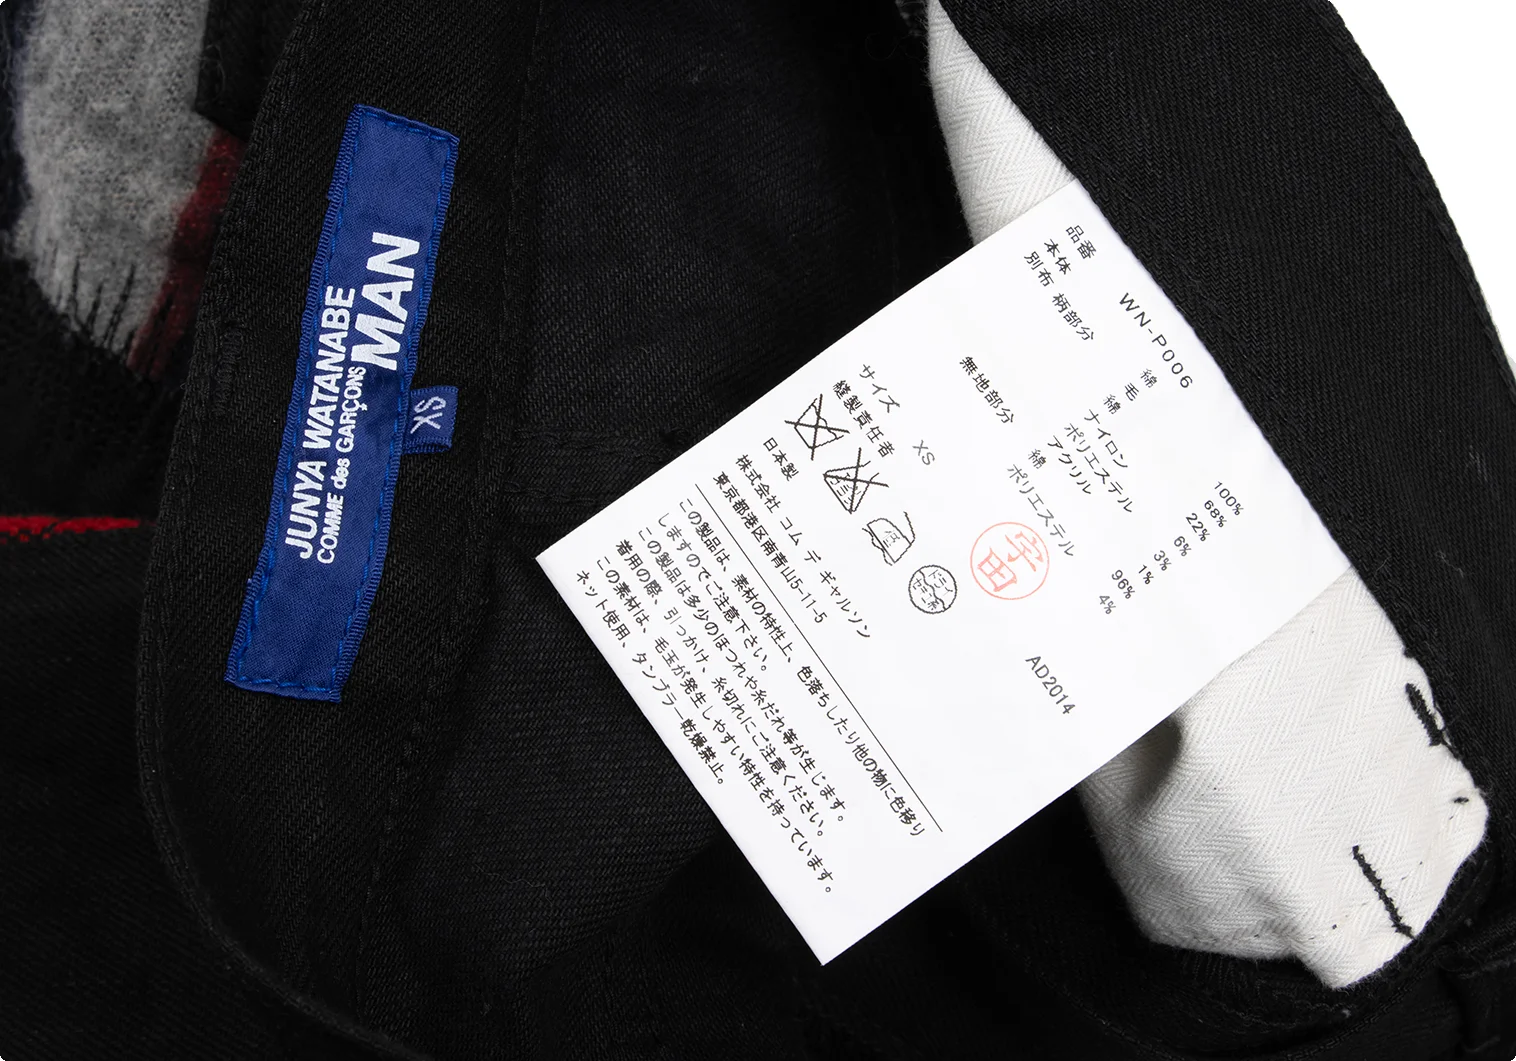 JUNYA WATANABE
COMME des GARÇONS
MAN
XS
品番 WN-P006
本体 綿 100%
別布 柄部分 毛 68%
綿 22%
ナイロン 6%
ポリエステル 3%
アクリル 1%
無地部分 綿 96%
ポリエステル 4%
サイズ XS
縫製責任者
宇田
AD2014
日本製
株式会社 コム デ ギャルソン
東京都港区南青山5-11-5
この製品は、素材の特性上、色落ちしたり他の物に色移り
しますのでご注意下さい。
この製品は多少のほつれや糸だれ等が生じます。
着用の際、引っかけ、糸切れにご注意ください。
この素材は、毛玉が発生しやすい特性を持っています。
ネット使用、タンブラー乾燥禁止。